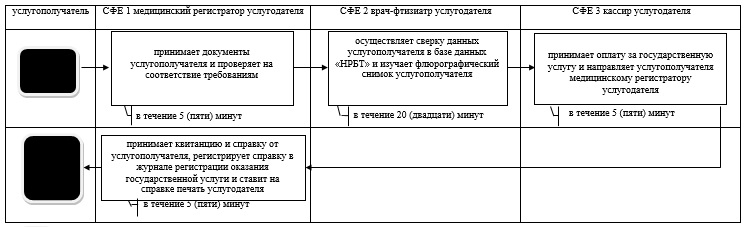 услугополучатель
СФЕ 1 медицинский регистратор услугодателя
СФЕ 2 врач-фтизиатр услугодателя
СФЕ 3 кассир услугодателя
принимает документы
услугополучателя и проверяет на
соответствие требованиям
в течение 5 (пяти) минут
осуществляет сверку данных
услугополучателя в базе данных
«НРБТ» и изучает флюрографический
снимок услугополучателя
в течение 20 (двадцати) минут
принимает оплату за государственную
услугу и направляет услугополучателя
медицинскому регистратору
услугодателя
в течение 5 (пяти) минут
принимает квитанцию и справку от
услугополучателя, регистрирует справку в
журнале регистрации оказания
государственной услуги и ставит на
справке печать услугодателя
в течение 5 (пяти) минут